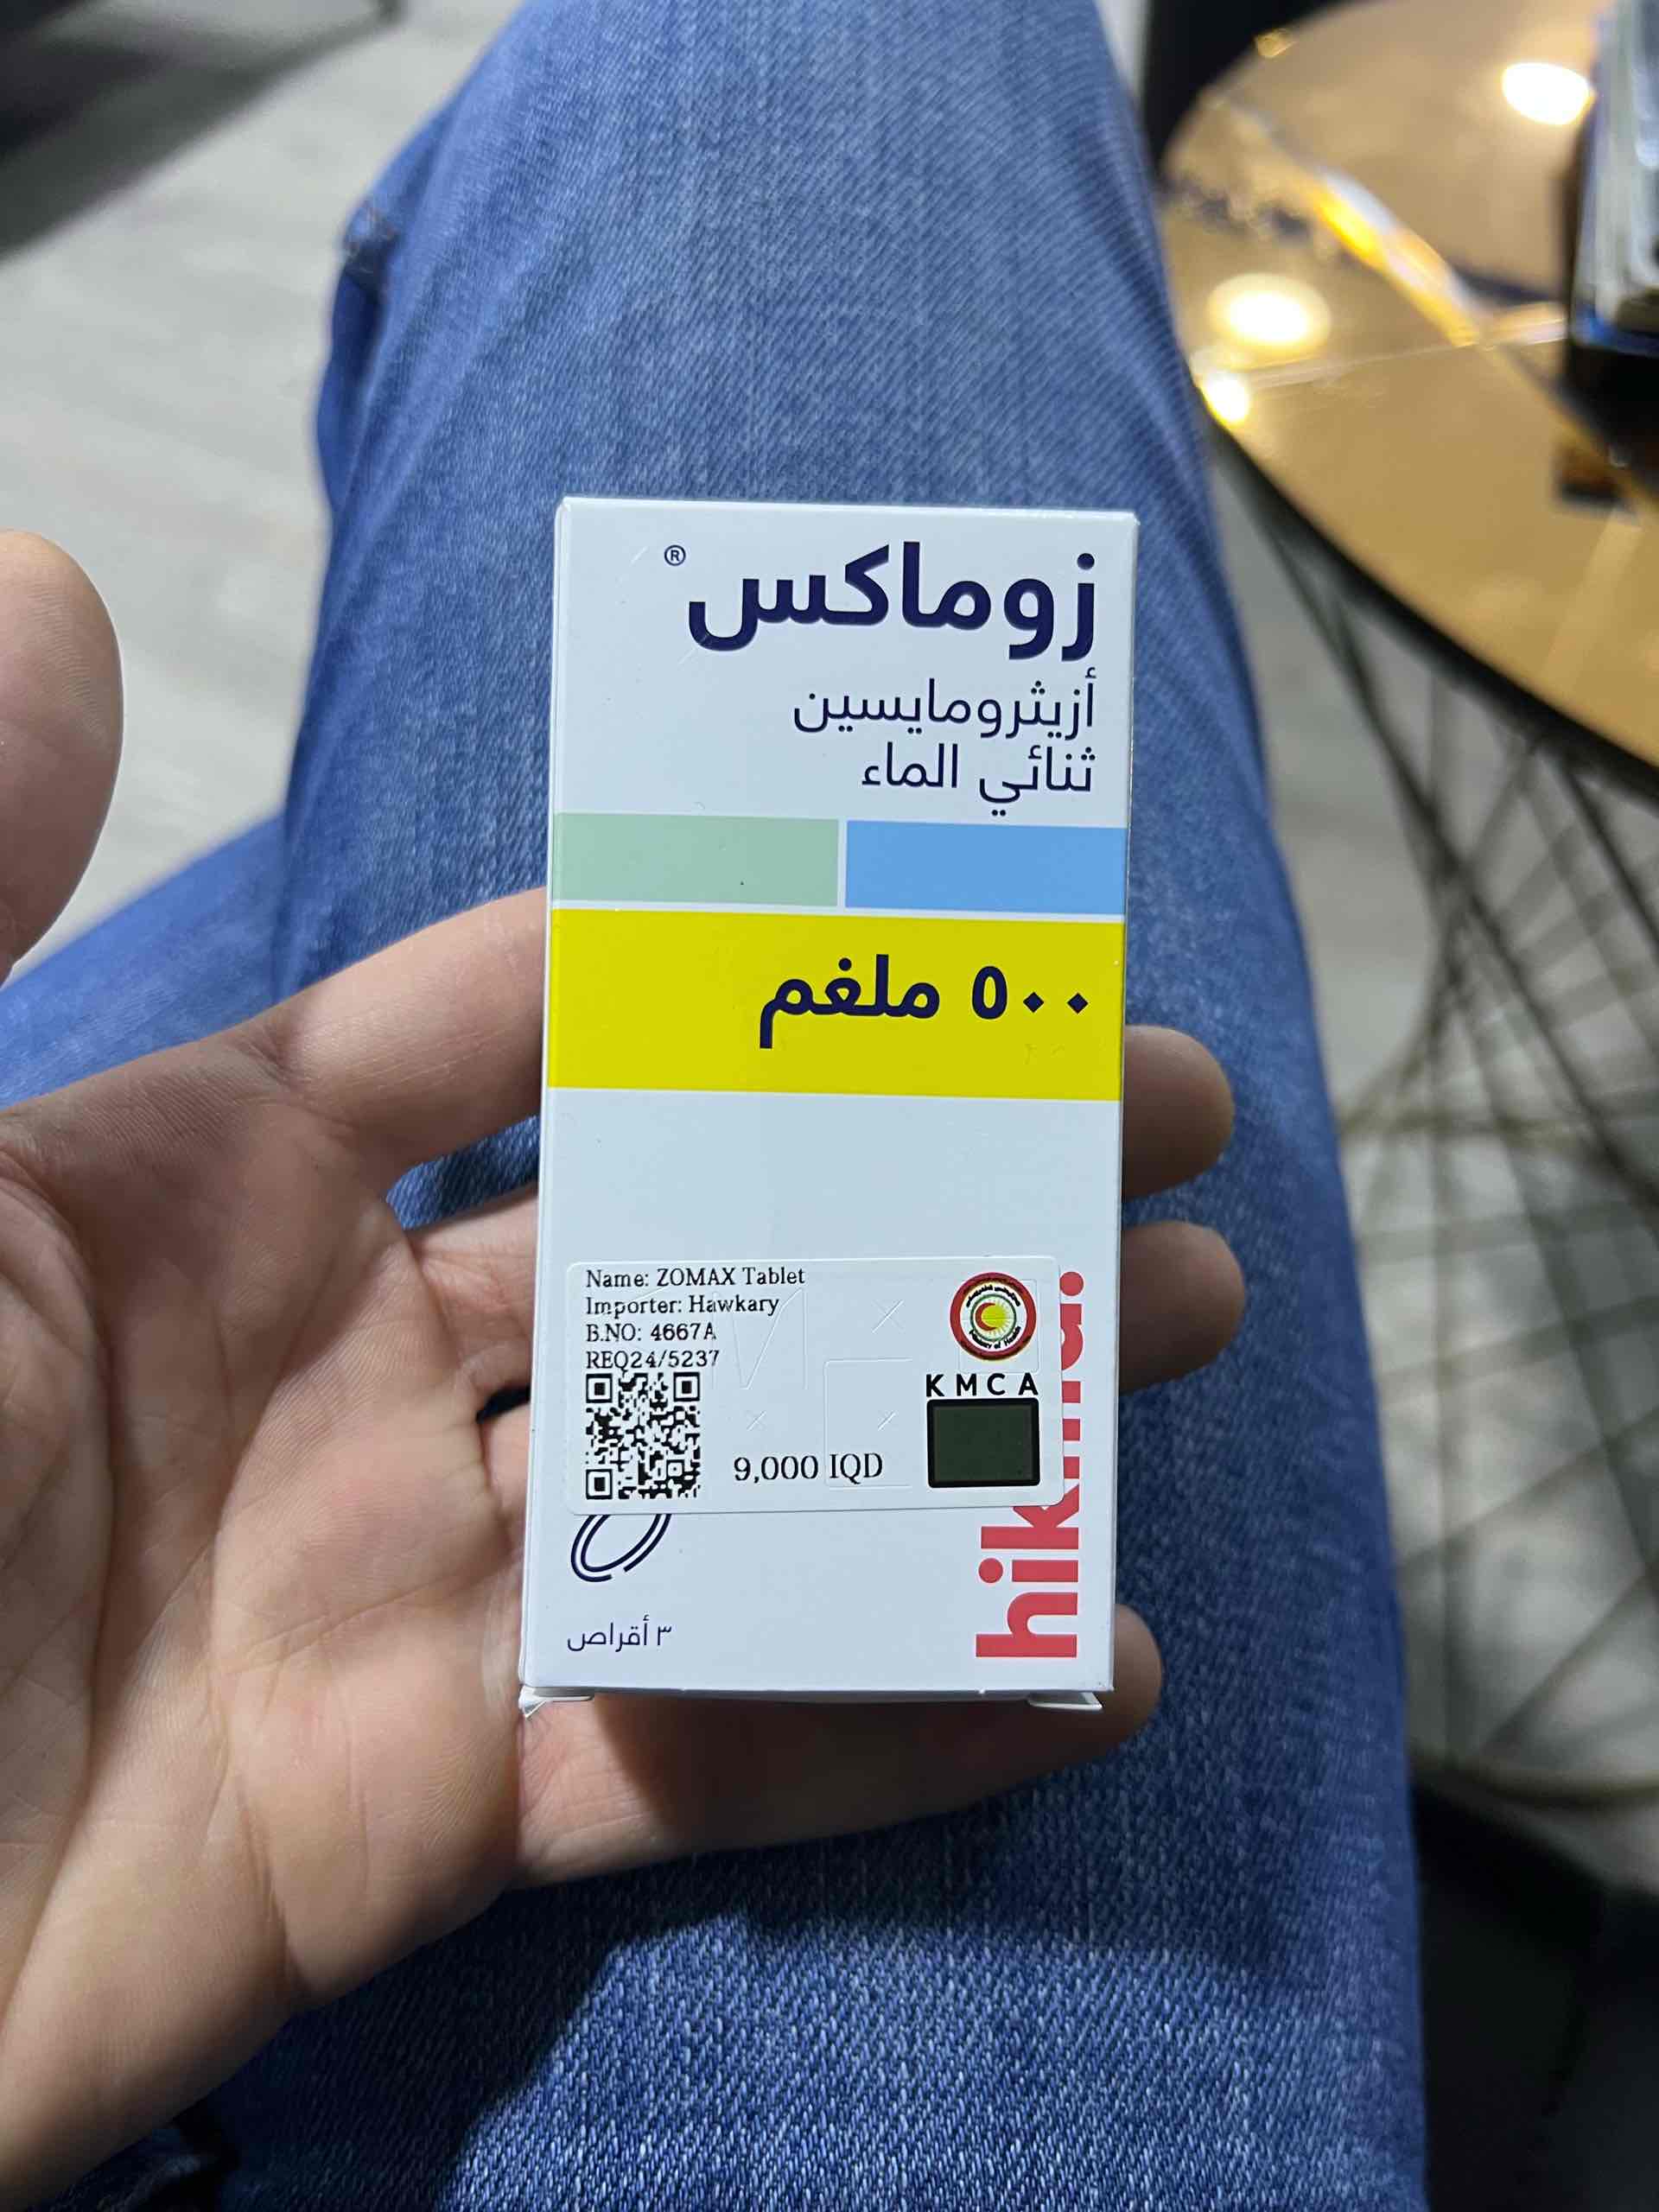 زوماكس®
أزيثرومايسين
ثنائي الماء
٥٠٠ ملغم
Name: ZOMAX Tablet
Importer: Hawkary
B.NO: 4667A
REQ24/5237
KMCA
9,000 IQD
٣ أقراص